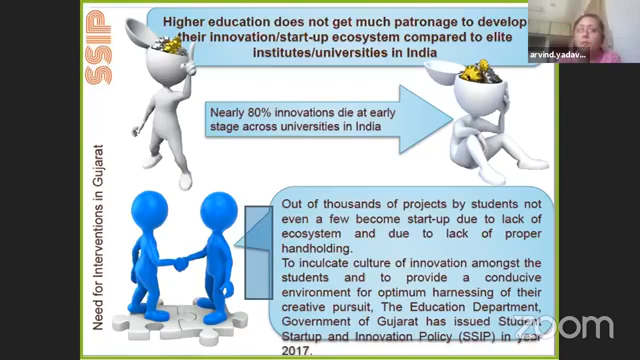 SSIP
Higher education does not get much patronage to develop
their innovation/start-up ecosystem compared to elite
institutes/universities in India
arvind.yadav...
Nearly 80% innovations die at early
stage across universities in India
Need for Interventions in Gujarat
Out of thousands of projects by students not
even a few become start-up due to lack of
ecosystem and due to lack of proper
handholding.
To inculcate culture of innovation amongst the
students and to provide a conducive
environment for optimum harnessing of their
creative pursuit, The Education Department,
Government of Gujarat has issued Student
Startup and Innovation Policy (SSIP) in year
2017.
zoom